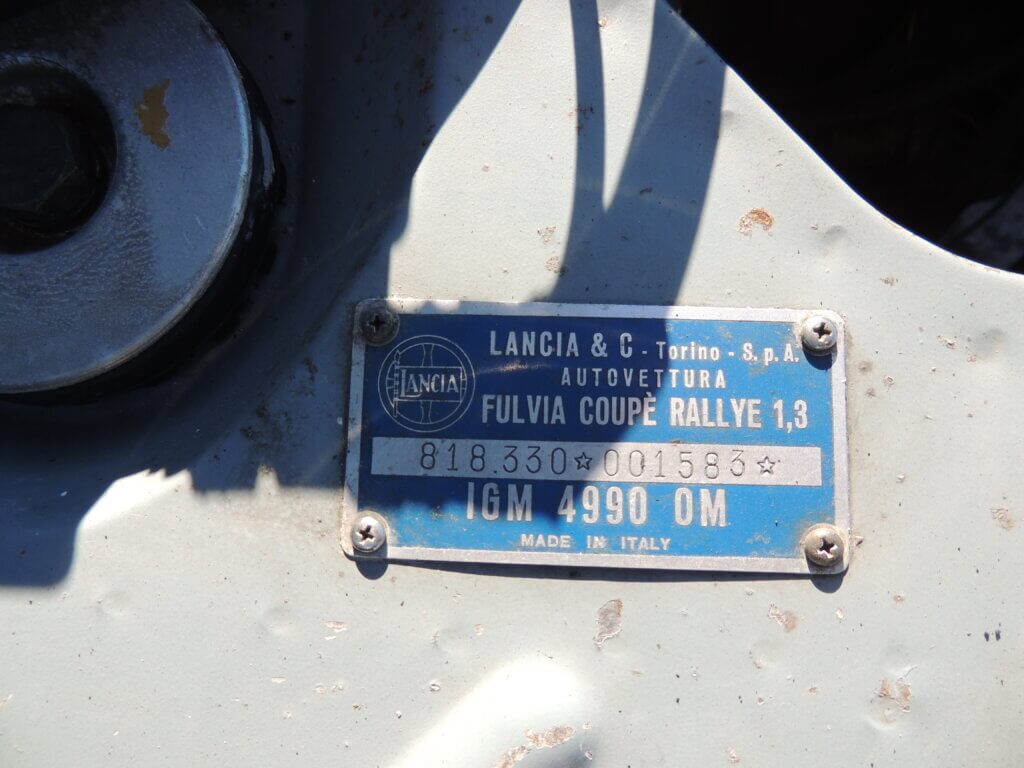 LANCIA & C - Torino - S.p.A.
AUTOVETTURA
LANCIA
FULVIA COUPÈ RALLYE 1,3
818.330☆001583☆
IGM 4990 OM
MADE IN ITALY